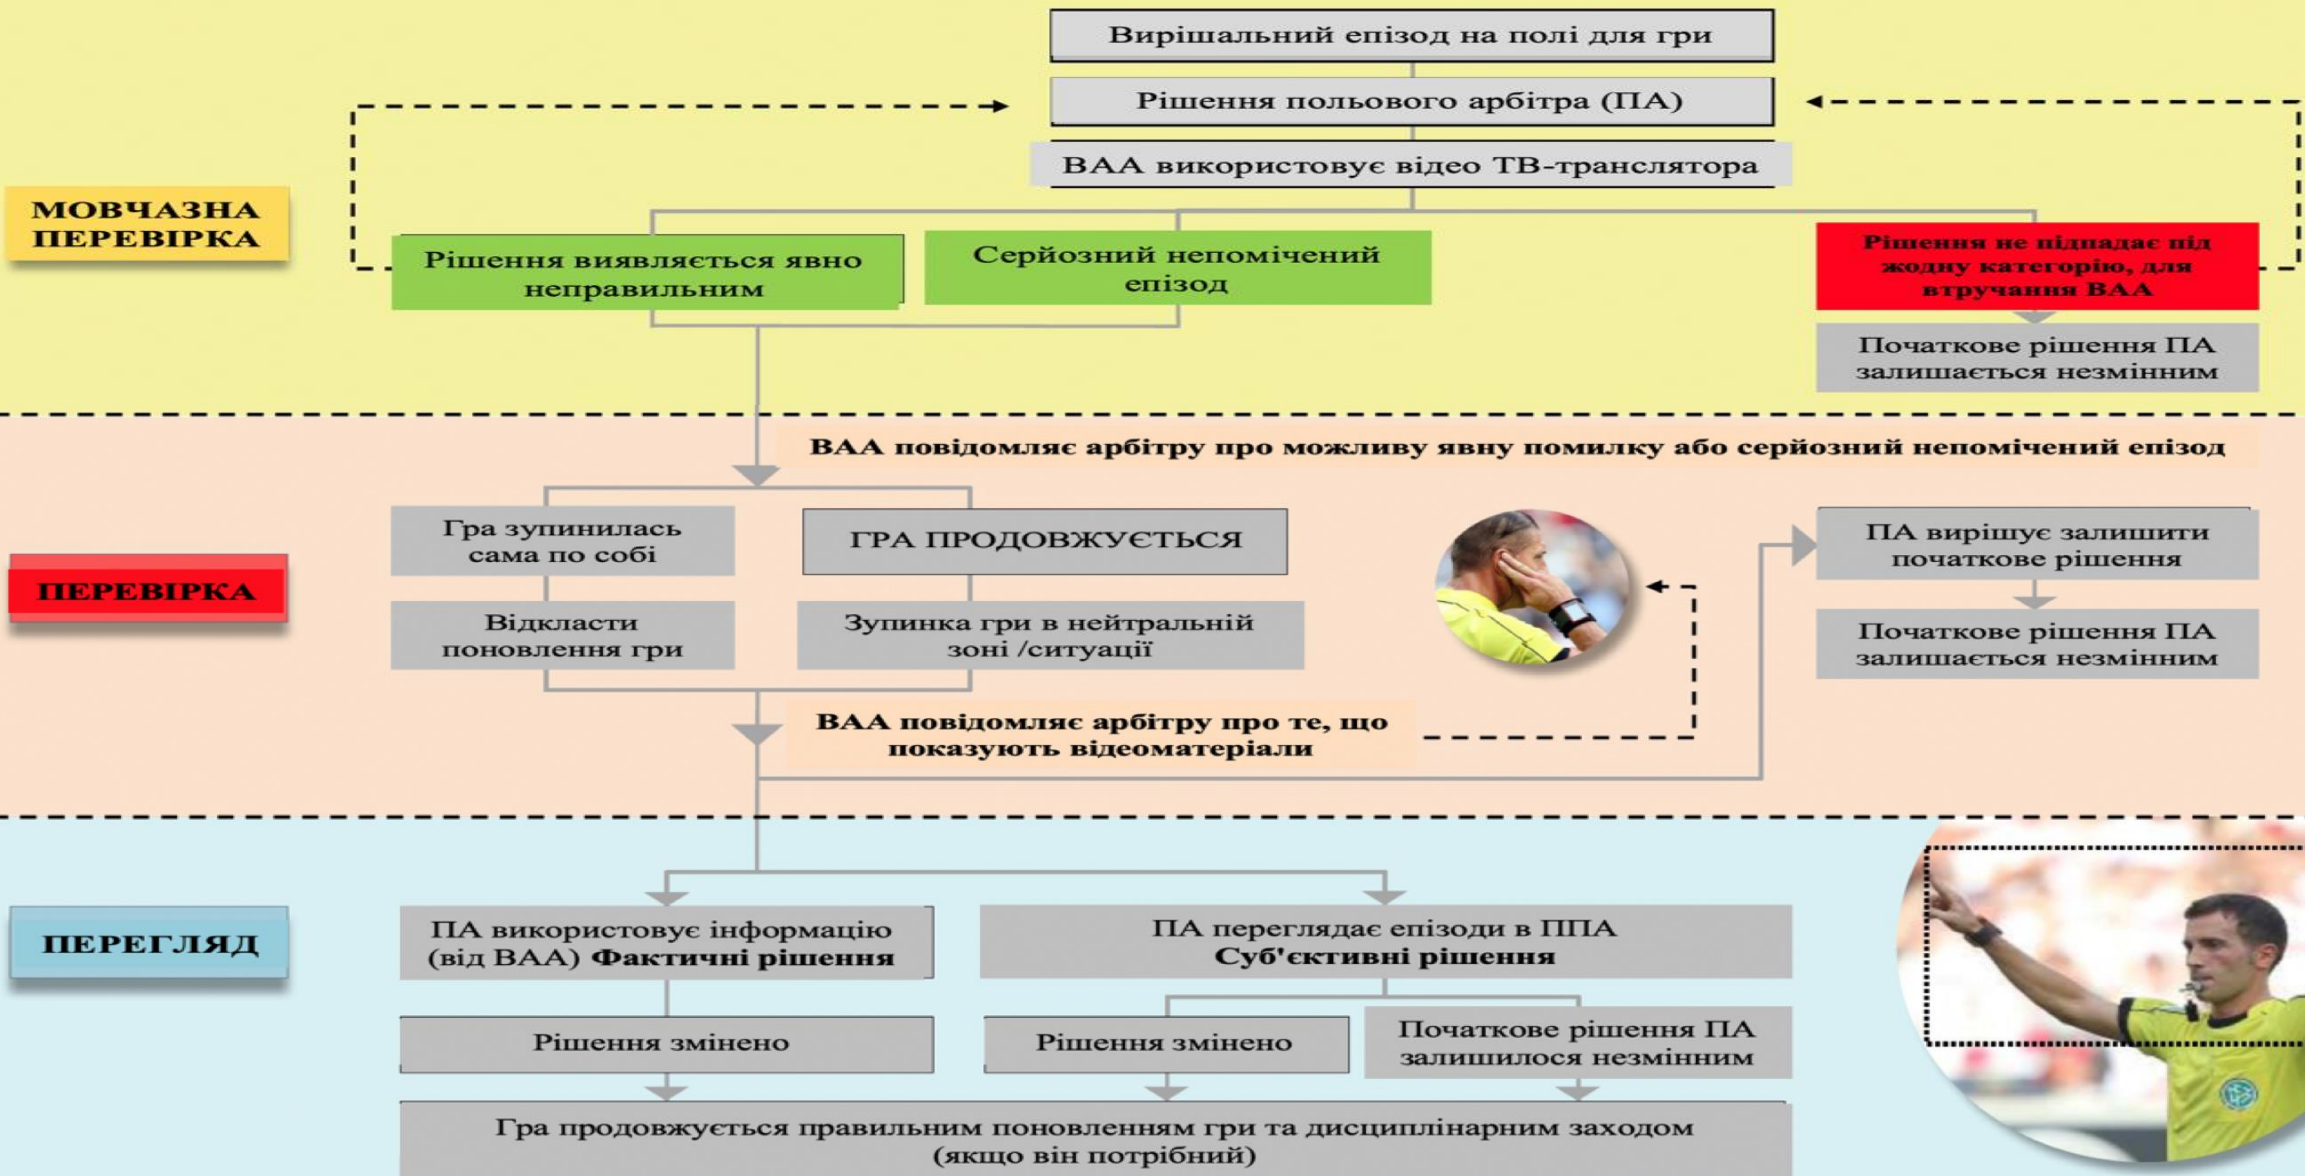 Вирішальний епізод на полі для гри
Рішення польового арбітра (ПА)
ВАА використовує відео ТВ-транслятора
МОВЧАЗНА
ПЕРЕВІРКА
Рішення виявляється явно
неправильним
Серйозний непомічений
епізод
Рішення не підпадає під
жодну категорію, для
втручання ВАА
Початкове рішення ПА
залишається незмінним
ВАА повідомляє арбітру про можливу явну помилку або серйозний непомічений епізод
ПЕРЕВІРКА
Гра зупинилась
сама по собі
ГРА ПРОДОВЖУЄТЬСЯ
ПА вирішує залишити
початкове рішення
Відкласти
поновлення гри
Зупинка гри в нейтральній
зоні /ситуації
Початкове рішення ПА
залишається незмінним
ВАА повідомляє арбітру про те, що
показують відеоматеріали
ПЕРЕГЛЯД
ПА використовує інформацію
(від ВАА) Фактичні рішення
ПА переглядає епізоди в ППА
Суб'єктивні рішення
Рішення змінено
Рішення змінено
Початкове рішення ПА
залишилося незмінним
Гра продовжується правильним поновленням гри та дисциплінарним заходом
(якщо він потрібний)